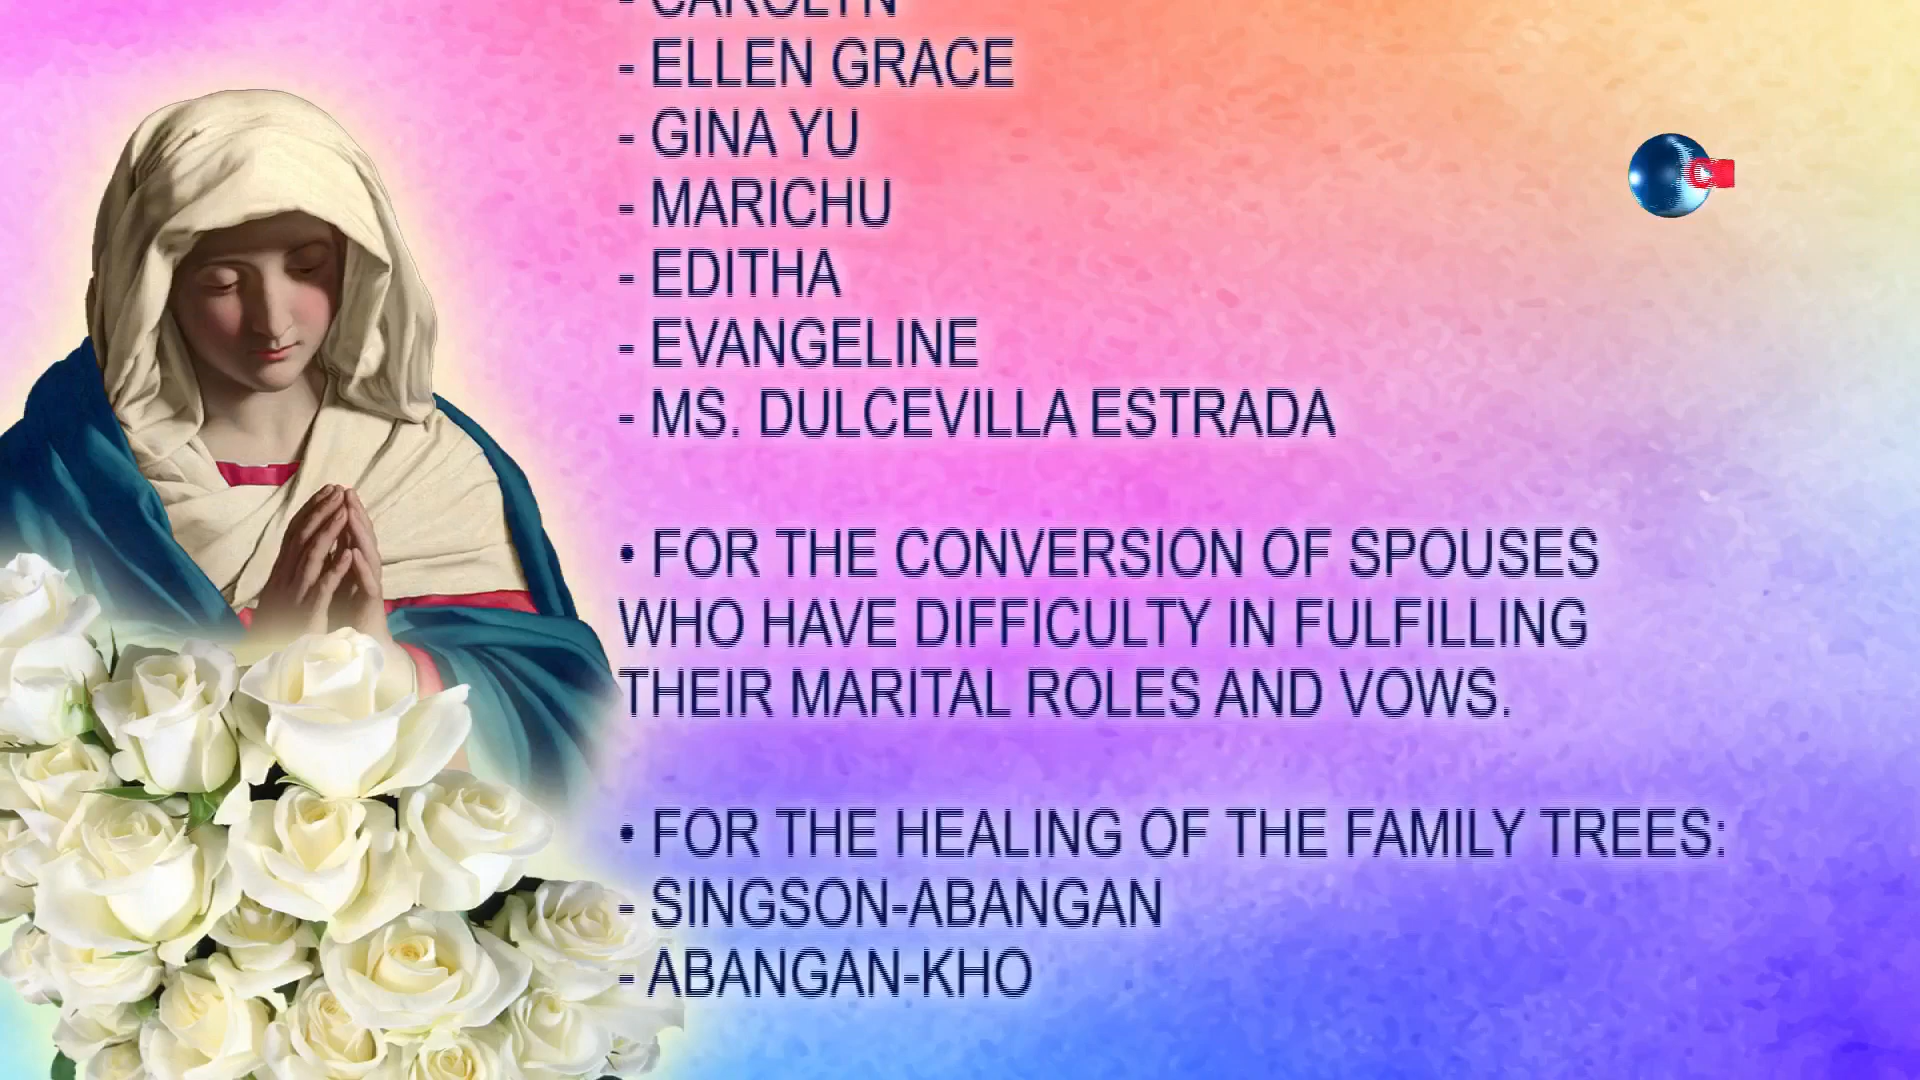 - CAROLYN
- ELLEN GRACE
- GINA YU
- MARICHU
- EDITHA
- EVANGELINE
- MS. DULCEVILLA ESTRADA
• FOR THE CONVERSION OF SPOUSES
WHO HAVE DIFFICULTY IN FULFILLING
THEIR MARITAL ROLES AND VOWS.
• FOR THE HEALING OF THE FAMILY TREES:
- SINGSON-ABANGAN
- ABANGAN-KHO